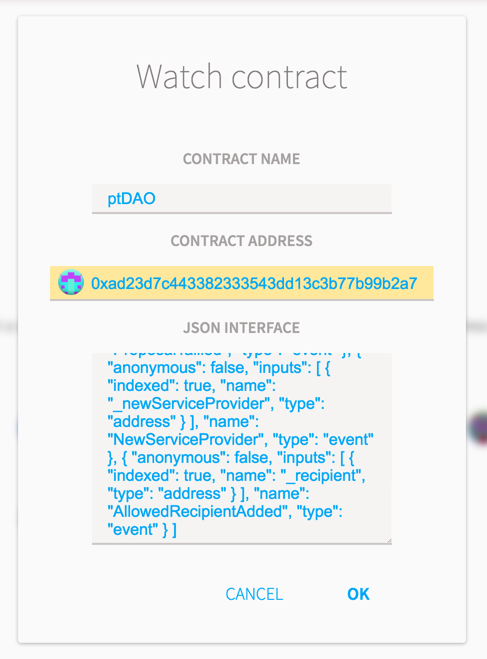 Watch contract
CONTRACT NAME
ptDAO
CONTRACT ADDRESS
0xad23d7c443382333543dd13c3b77b99b2a7
JSON INTERFACE
"anonymous": false, "inputs": [ {
"indexed": true, "name":
"_newServiceProvider", "type":
"address" } ], "name":
"NewServiceProvider", "type": "event"
}, { "anonymous": false, "inputs": [ {
"indexed": true, "name": "_recipient",
"type": "address" } ], "name":
"AllowedRecipientAdded", "type":
"event" } ]
CANCEL OK